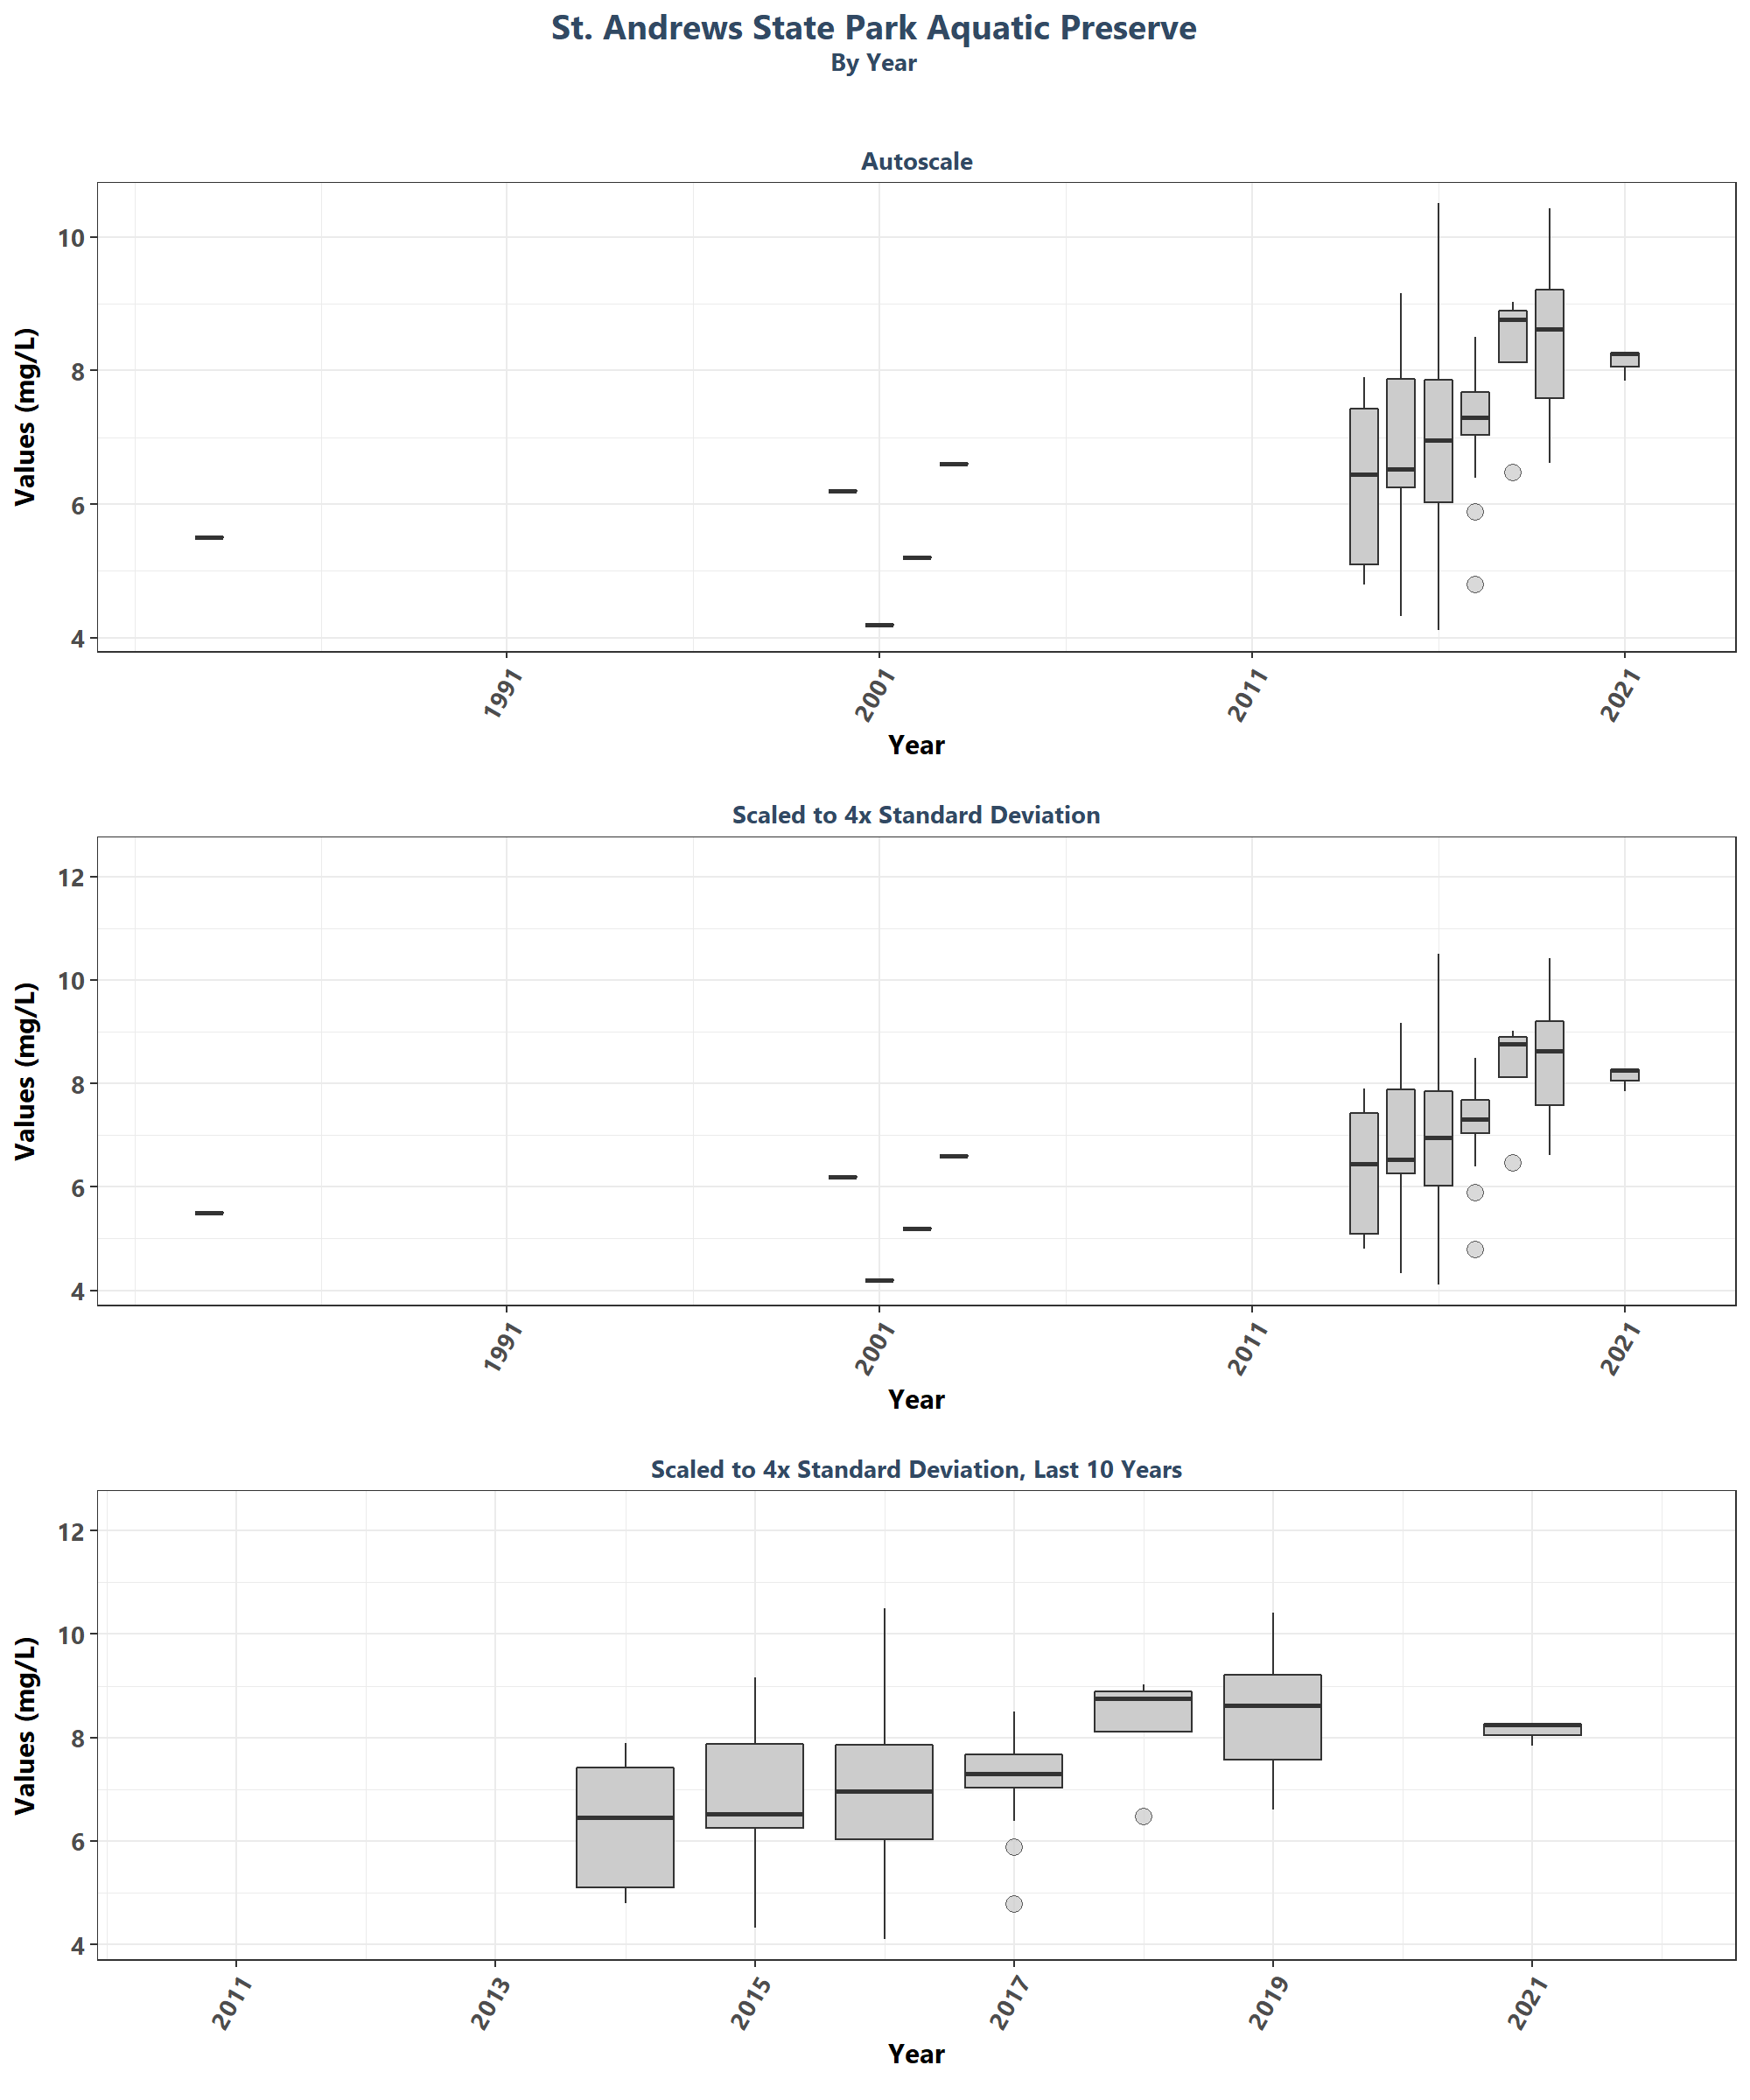 St. Andrews State Park Aquatic Preserve
By Year
Autoscale
Values (mg/L)
10
8
6
4
1991
2001
2011
2021
Year
Scaled to 4x Standard Deviation
Values (mg/L)
12
10
8
6
4
1991
2001
2011
2021
Year
Scaled to 4x Standard Deviation, Last 10 Years
Values (mg/L)
12
10
8
6
4
2011
2013
2015
2017
2019
2021
Year